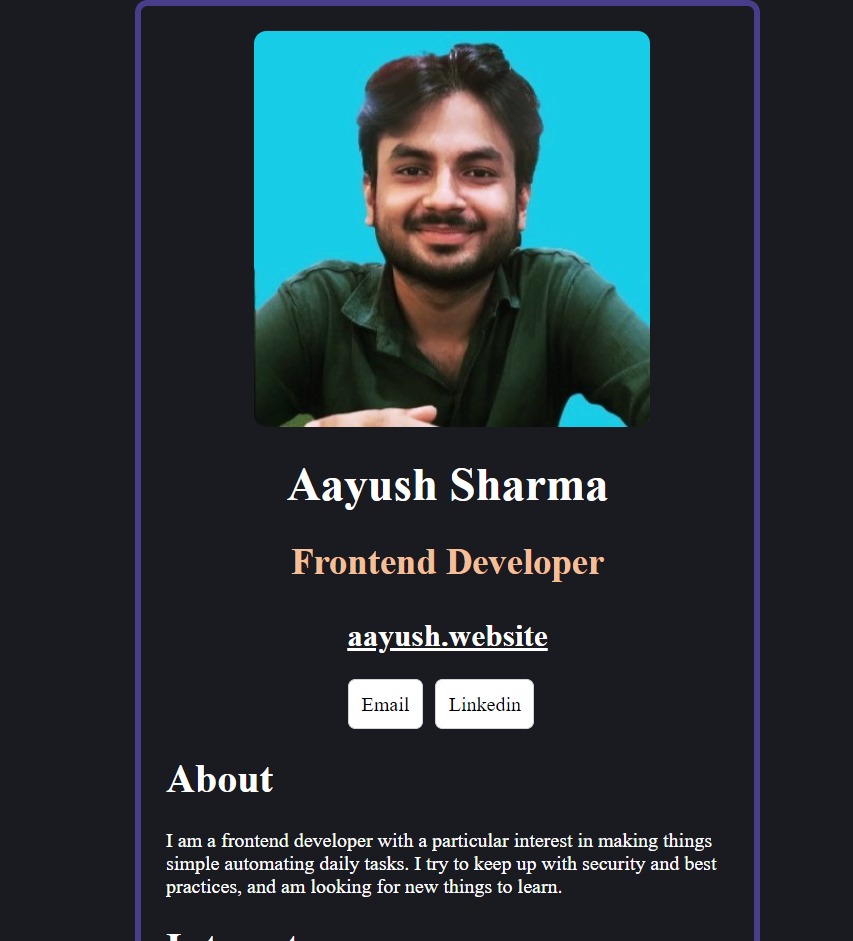 Aayush Sharma
Frontend Developer
aayush.website
Email Linkedin
About
I am a frontend developer with a particular interest in making things
simple automating daily tasks. I try to keep up with security and best
practices, and am looking for new things to learn.